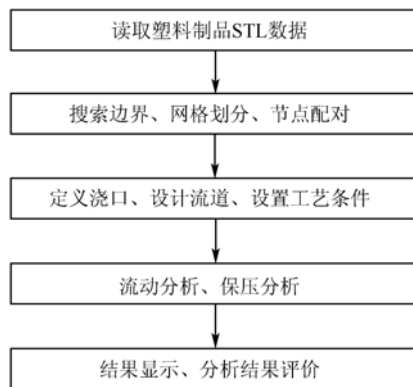 读取塑料制品STL数据
搜索边界、网格划分、节点配对
定义浇口、设计流道、设置工艺条件
流动分析、保压分析
结果显示、分析结果评价